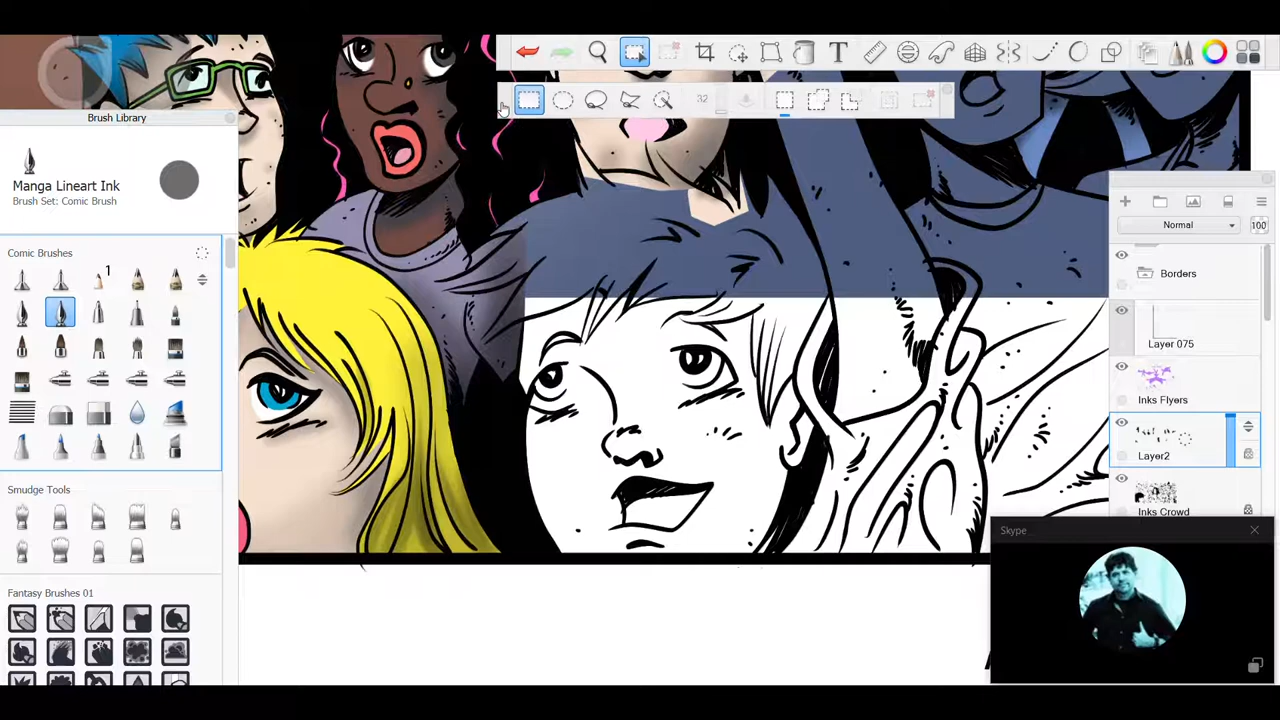 Brush Library
Manga Lineart Ink
Brush Set: Comic Brush
Comic Brushes
1
Smudge Tools
Fantasy Brushes 01
T
32
Normal
100
Borders
Layer 075
Inks Flyers
Layer2
Inks Crowd
Skype